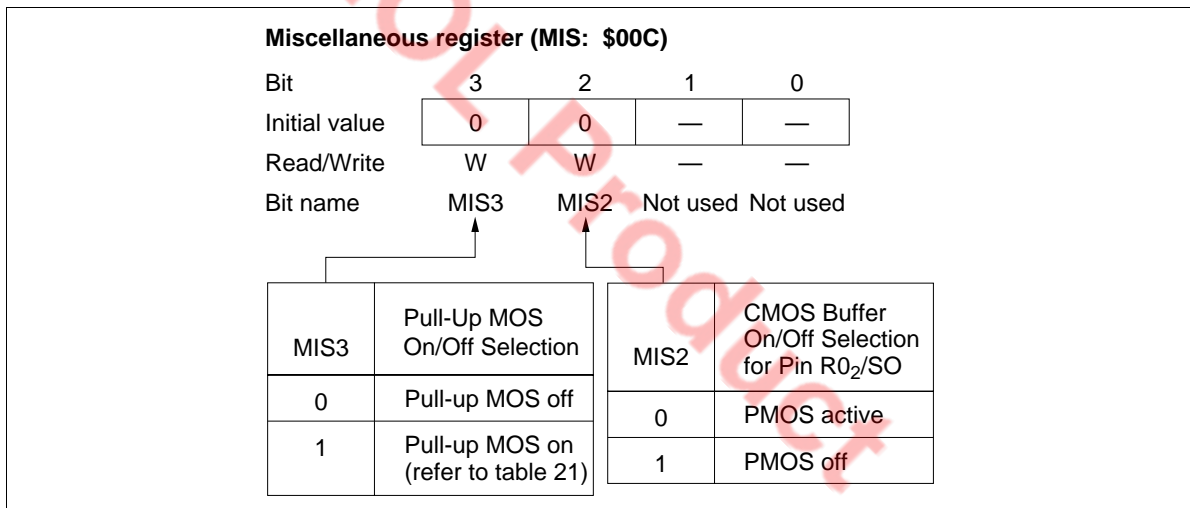 Miscellaneous register (MIS: $00C)
Bit 3 2 1 0
Initial value 0 0 — —
Read/Write W W — —
Bit name MIS3 MIS2 Not used Not used
MIS3
Pull-Up MOS
On/Off Selection
0 Pull-up MOS off
1 Pull-up MOS on
(refer to table 21)
MIS2
CMOS Buffer
On/Off Selection
for Pin R0₂/SO
0 PMOS active
1 PMOS off
OL Product